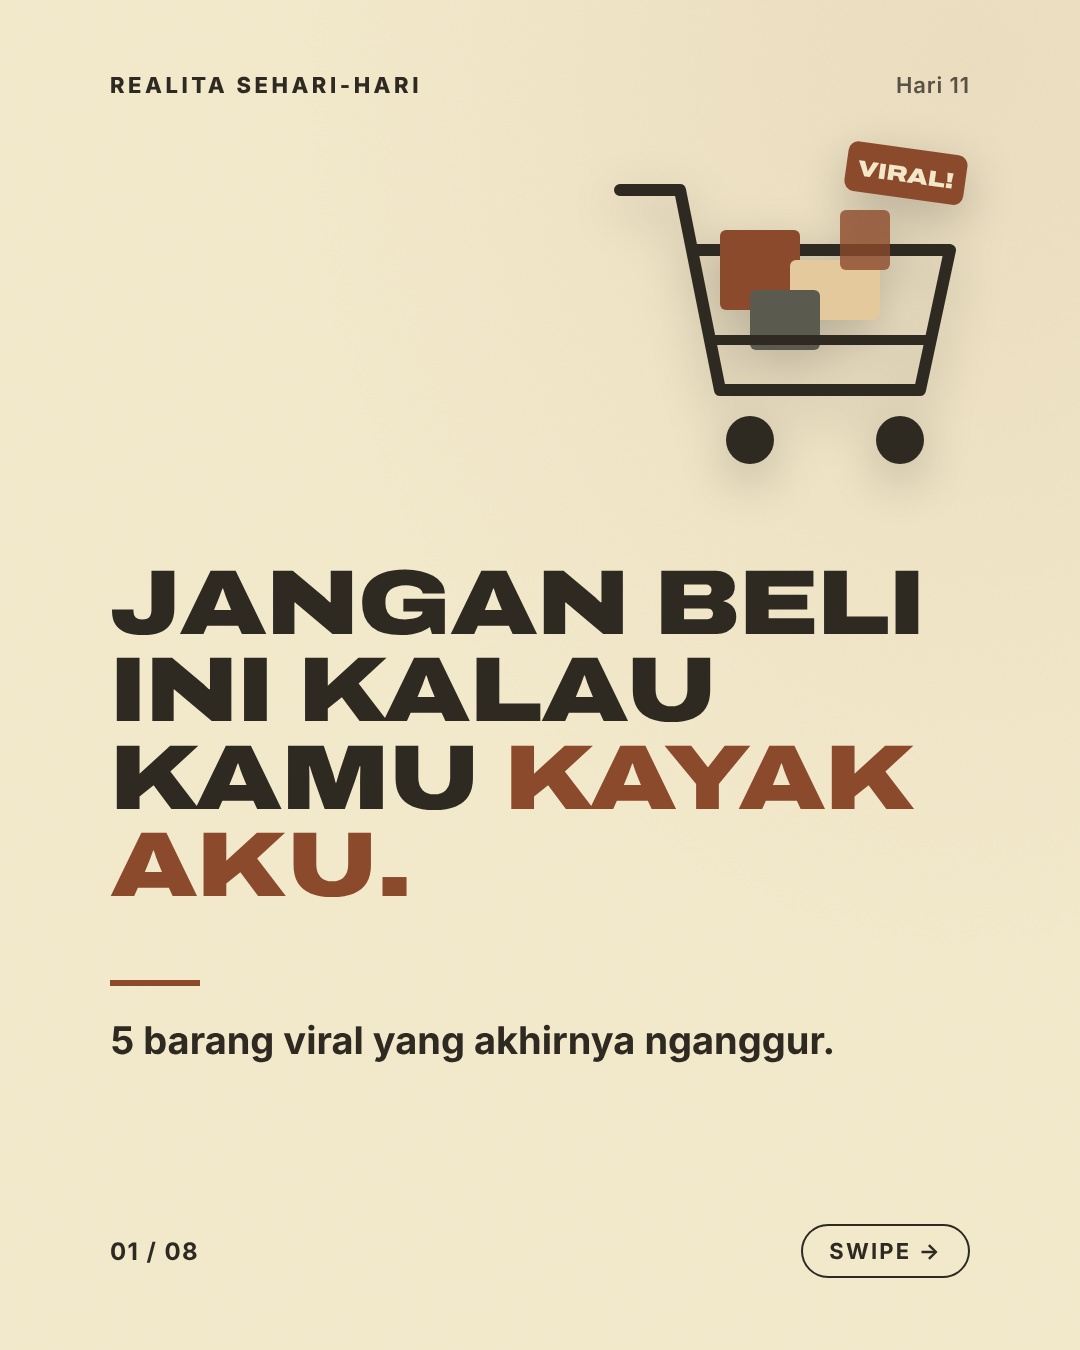 REALITA SEHARI-HARI
Hari 11
VIRAL!
JANGAN BELI
INI KALAU
KAMU KAYAK
AKU.
5 barang viral yang akhirnya nganggur.
01 / 08
SWIPE →